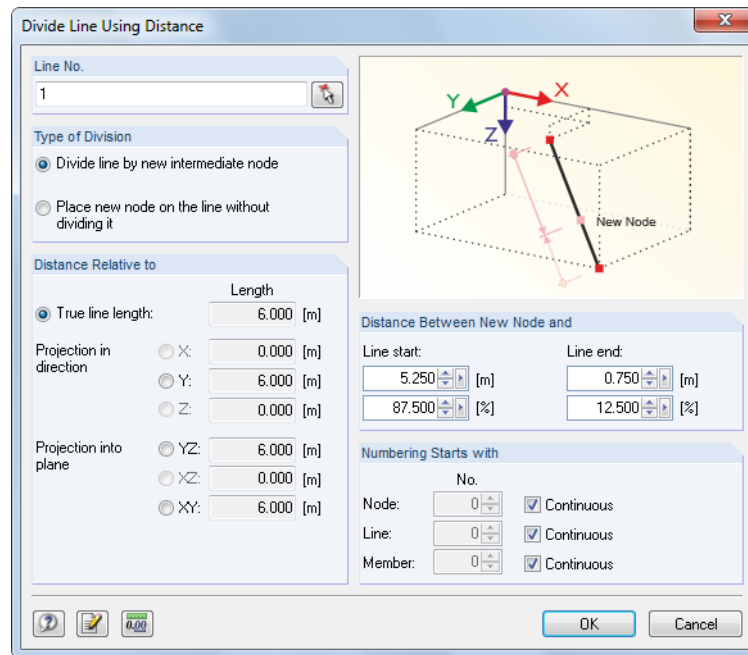 Divide Line Using Distance
Line No.
1
Type of Division
Divide line by new intermediate node
Place new node on the line without
dividing it
Distance Relative to
Length
True line length: 6.000 [m]
Projection in
direction
X: 0.000 [m]
Y: 6.000 [m]
Z: 0.000 [m]
Projection into
plane
YZ: 6.000 [m]
XZ: 0.000 [m]
XY: 6.000 [m]
0.00
X
Y
Z
New Node
Distance Between New Node and
Line start: Line end:
5.250 [m] 0.750 [m]
87.500 [%] 12.500 [%]
Numbering Starts with
No.
Node: 0 Continuous
Line: 0 Continuous
Member: 0 Continuous
OK Cancel